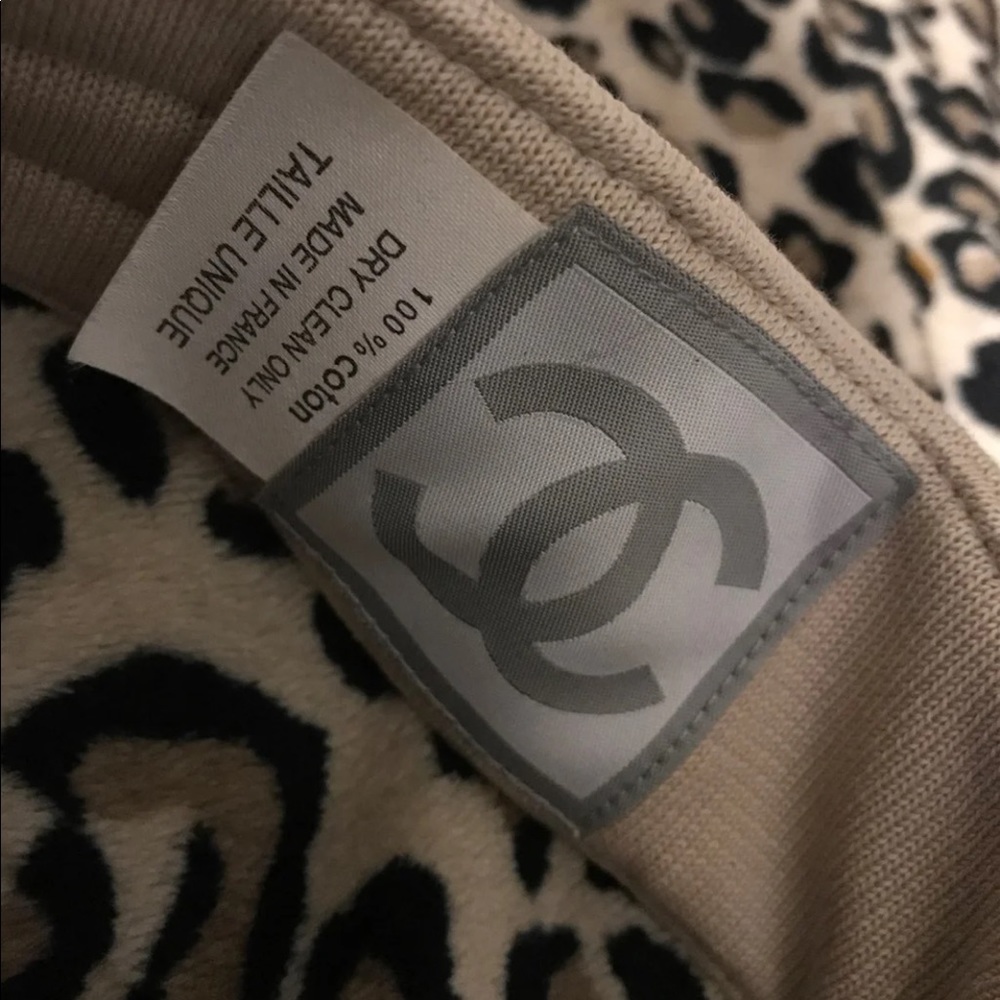 100% coton
DRY CLEAN ONLY
MADE IN FRANCE
TAILLE UNIQUE